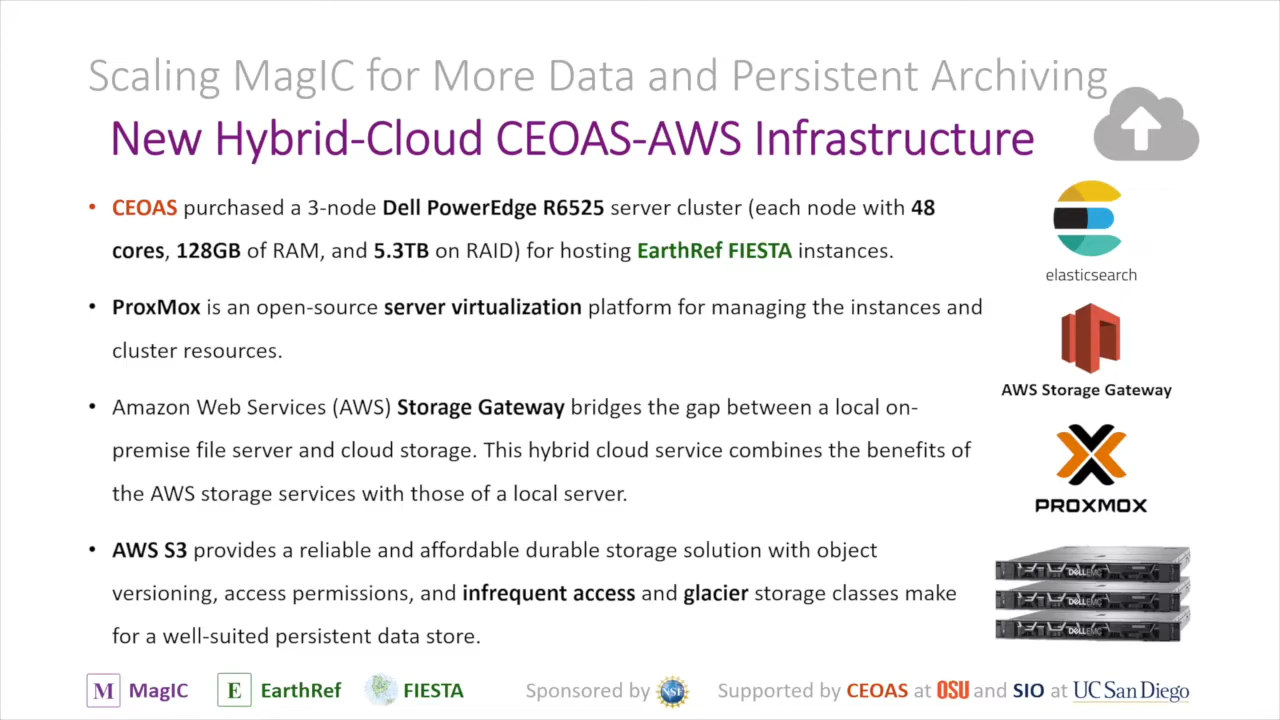 Scaling MagIC for More Data and Persistent Archiving
New Hybrid-Cloud CEOAS-AWS Infrastructure
• CEOAS purchased a 3-node Dell PowerEdge R6525 server cluster (each node with 48
cores, 128GB of RAM, and 5.3TB on RAID) for hosting EarthRef FIESTA instances.
• ProxMox is an open-source server virtualization platform for managing the instances and
cluster resources.
• Amazon Web Services (AWS) Storage Gateway bridges the gap between a local on-
premise file server and cloud storage. This hybrid cloud service combines the benefits of
the AWS storage services with those of a local server.
• AWS S3 provides a reliable and affordable durable storage solution with object
versioning, access permissions, and infrequent access and glacier storage classes make
for a well-suited persistent data store.
elasticsearch
AWS Storage Gateway
PROXMOX
DELLEMC
DELLEMC
DELLEMC
M MagIC E EarthRef FIESTA Sponsored by NSF Supported by CEOAS at OSU and SIO at UC San Diego